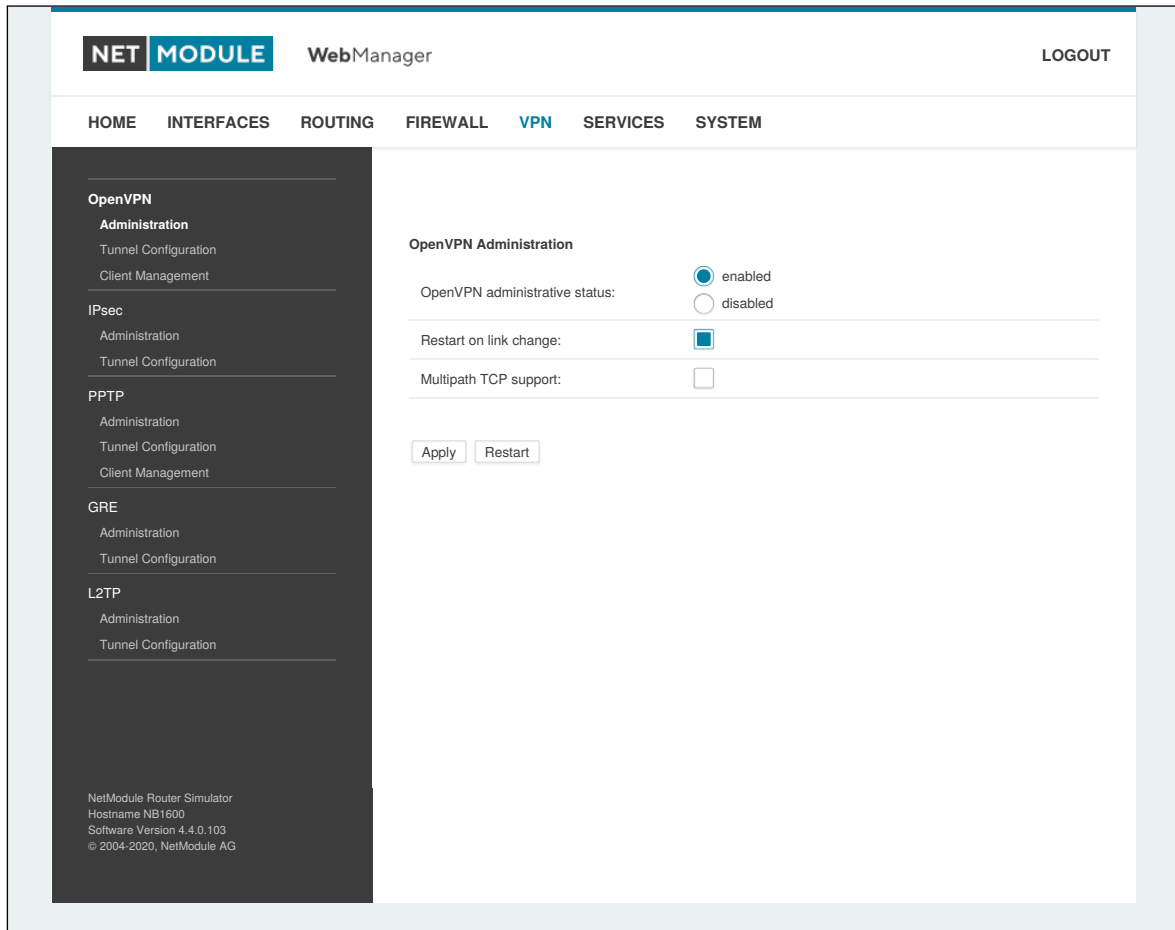 NET MODULE WebManager LOGOUT
HOME INTERFACES ROUTING FIREWALL VPN SERVICES SYSTEM
OpenVPN
Administration
Tunnel Configuration
Client Management
IPsec
Administration
Tunnel Configuration
PPTP
Administration
Tunnel Configuration
Client Management
GRE
Administration
Tunnel Configuration
L2TP
Administration
Tunnel Configuration
NetModule Router Simulator
Hostname NB1600
Software Version 4.4.0.103
© 2004-2020, NetModule AG
OpenVPN Administration
OpenVPN administrative status:
enabled
disabled
Restart on link change:
Multipath TCP support:
Apply Restart